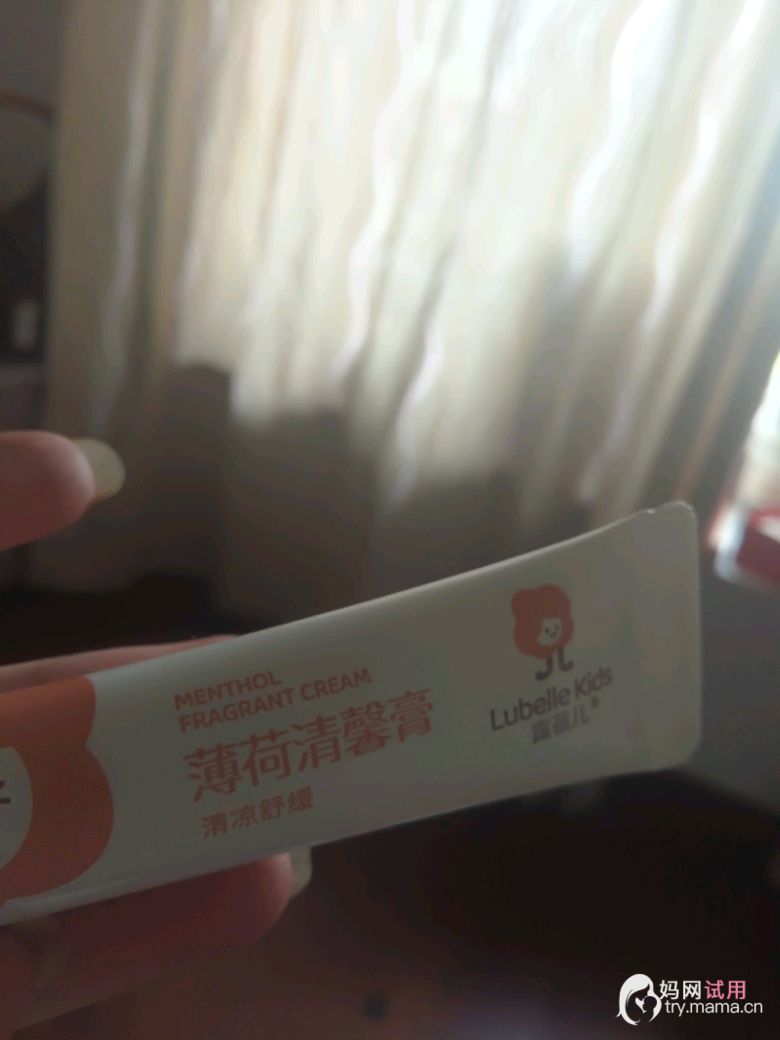 MENTHOL
FRAGRANT CREAM
薄荷清馨膏
清凉舒缓
Lubelle Kids
露蓓儿®
妈网试用
try.mama.cn